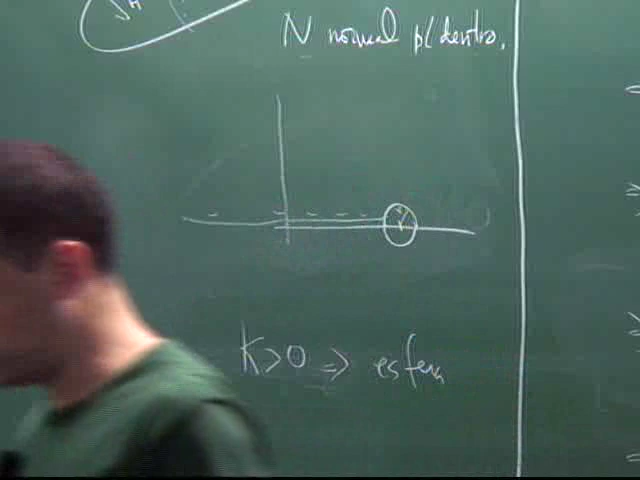 N normal p/ dentro.
K>0 => esfera